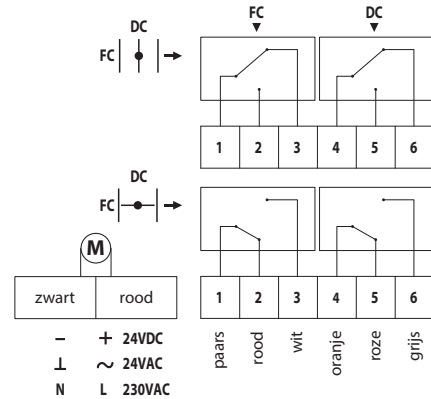 FC DC
DC
FC
1 2 3 4 5 6
DC
FC
M
zwart rood
1 2 3 4 5 6
paars rood wit oranje roze grijs
– + 24VDC
⊥ ~ 24VAC
N L 230VAC